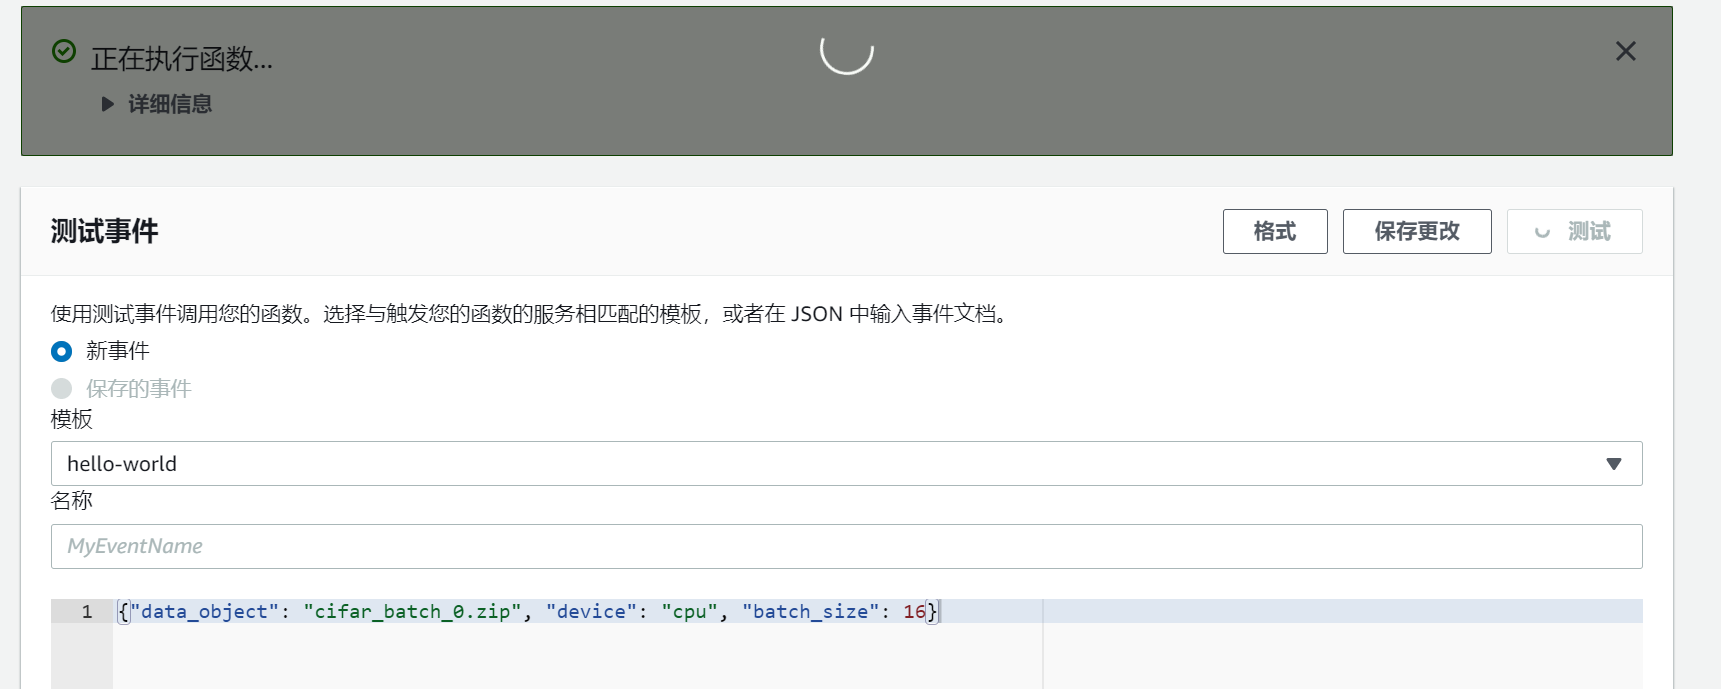 正在执行函数...
详细信息
测试事件
格式
保存更改
测试
使用测试事件调用您的函数。选择与触发您的函数的服务相匹配的模板，或者在 JSON 中输入事件文档。
新事件
保存的事件
模板
hello-world
名称
MyEventName
1 {"data_object": "cifar_batch_0.zip", "device": "cpu", "batch_size": 16}